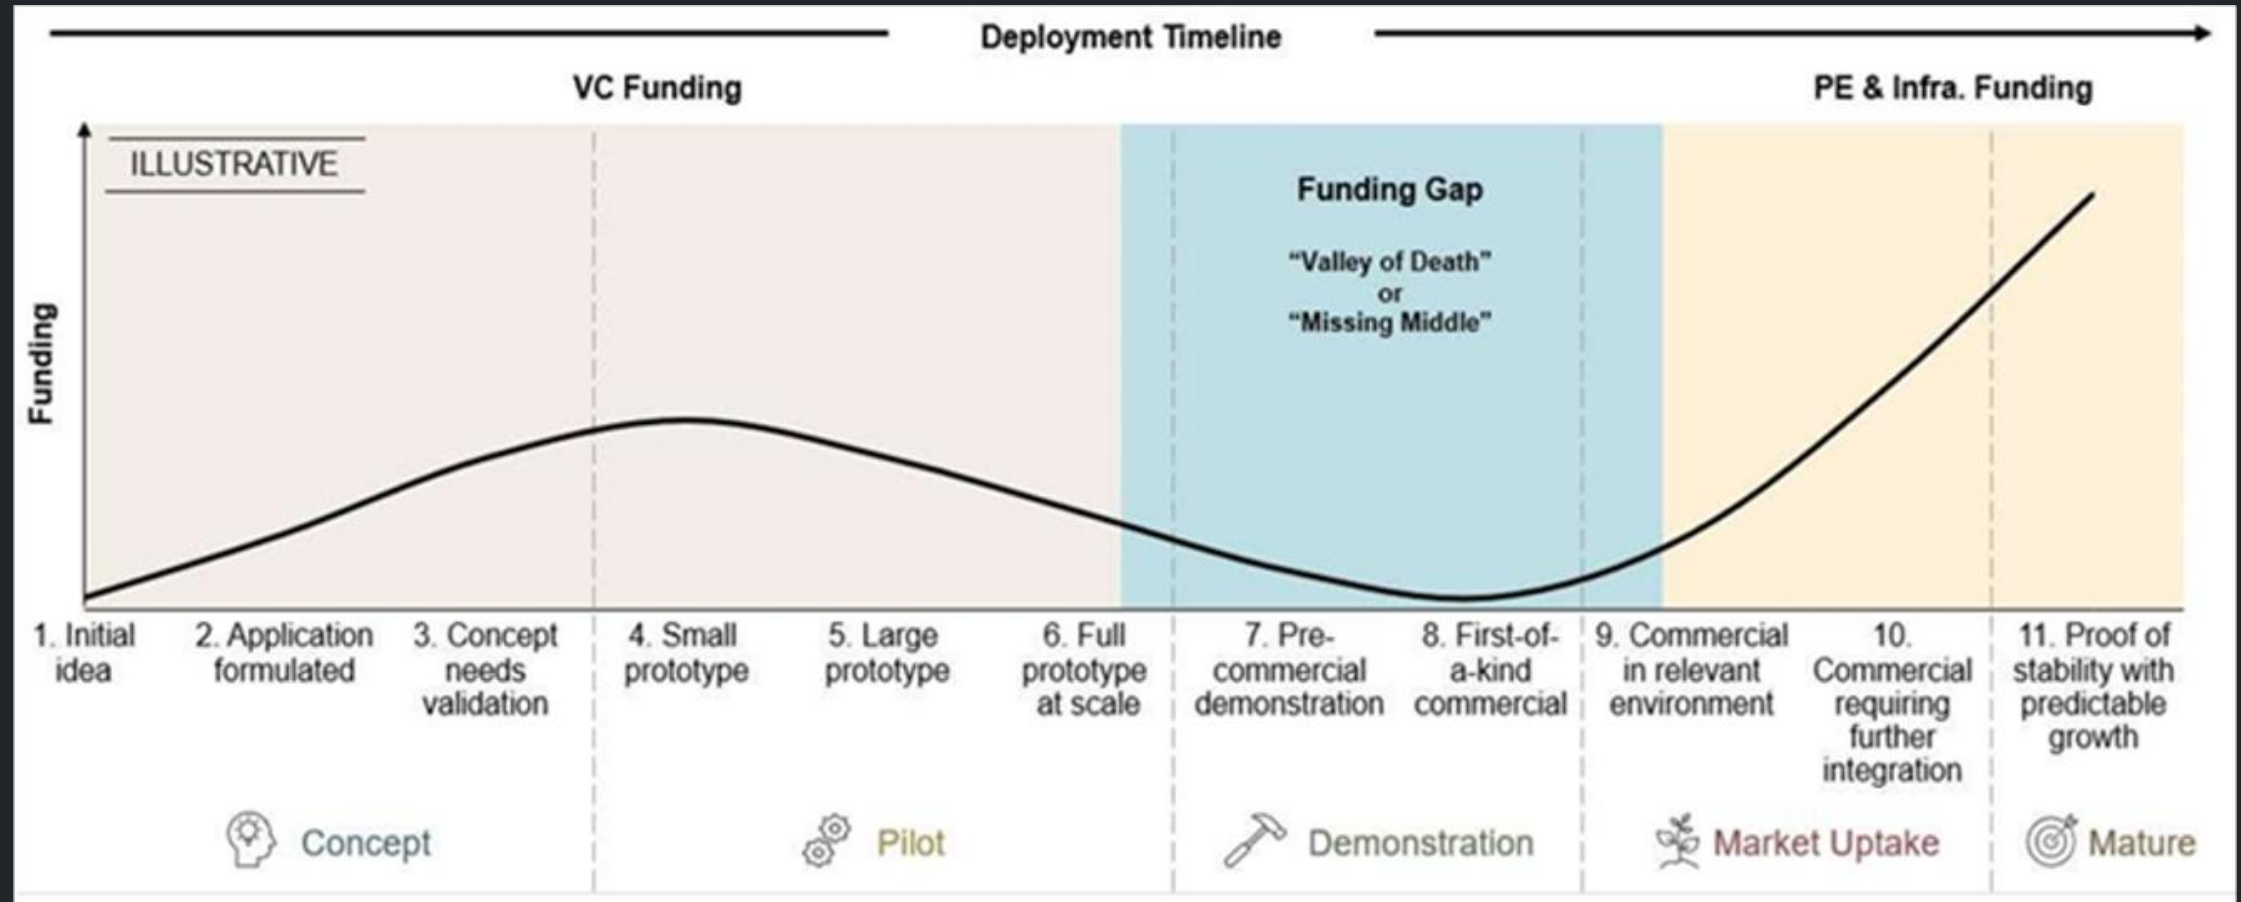 Deployment Timeline
VC Funding
PE & Infra. Funding
ILLUSTRATIVE
Funding Gap
“Valley of Death”
or
“Missing Middle”
Funding
1. Initial
idea
2. Application
formulated
3. Concept
needs
validation
4. Small
prototype
5. Large
prototype
6. Full
prototype
at scale
7. Pre-
commercial
demonstration
8. First-of-
a-kind
commercial
9. Commercial
in relevant
environment
10.
Commercial
requiring
further
integration
11. Proof of
stability with
predictable
growth
Concept
Pilot
Demonstration
Market Uptake
Mature